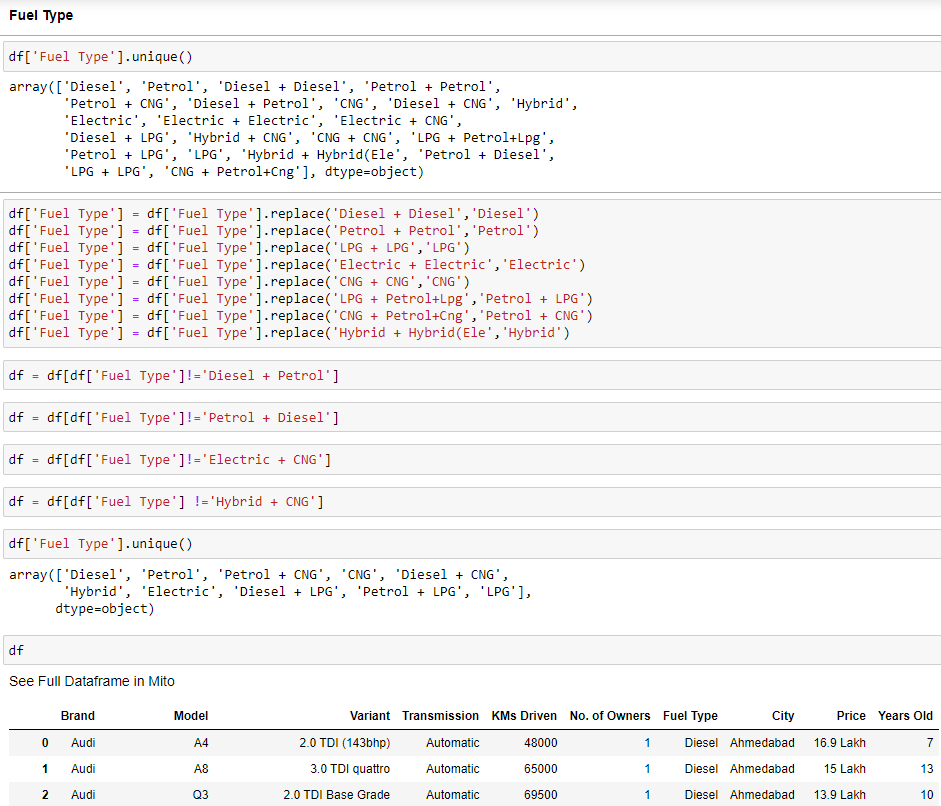 Fuel Type
df['Fuel Type'].unique()
array(['Diesel', 'Petrol', 'Diesel + Diesel', 'Petrol + Petrol',
'Petrol + CNG', 'Diesel + Petrol', 'CNG', 'Diesel + CNG', 'Hybrid',
'Electric', 'Electric + Electric', 'Electric + CNG',
'Diesel + LPG', 'Hybrid + CNG', 'CNG + CNG', 'LPG + Petrol+Lpg',
'Petrol + LPG', 'LPG', 'Hybrid + Hybrid(Ele', 'Petrol + Diesel',
'LPG + LPG', 'CNG + Petrol+Cng'], dtype=object)
df['Fuel Type'] = df['Fuel Type'].replace('Diesel + Diesel','Diesel')
df['Fuel Type'] = df['Fuel Type'].replace('Petrol + Petrol','Petrol')
df['Fuel Type'] = df['Fuel Type'].replace('LPG + LPG','LPG')
df['Fuel Type'] = df['Fuel Type'].replace('Electric + Electric','Electric')
df['Fuel Type'] = df['Fuel Type'].replace('CNG + CNG','CNG')
df['Fuel Type'] = df['Fuel Type'].replace('LPG + Petrol+Lpg','Petrol + LPG')
df['Fuel Type'] = df['Fuel Type'].replace('CNG + Petrol+Cng','Petrol + CNG')
df['Fuel Type'] = df['Fuel Type'].replace('Hybrid + Hybrid(Ele','Hybrid')
df = df[df['Fuel Type']!='Diesel + Petrol']
df = df[df['Fuel Type']!='Petrol + Diesel']
df = df[df['Fuel Type']!='Electric + CNG']
df = df[df['Fuel Type'] !='Hybrid + CNG']
df['Fuel Type'].unique()
array(['Diesel', 'Petrol', 'Petrol + CNG', 'CNG', 'Diesel + CNG',
'Hybrid', 'Electric', 'Diesel + LPG', 'Petrol + LPG', 'LPG'],
dtype=object)
df
See Full Dataframe in Mito
Brand Model Variant Transmission KMs Driven No. of Owners Fuel Type City Price Years Old
0 Audi A4 2.0 TDI (143bhp) Automatic 48000 1 Diesel Ahmedabad 16.9 Lakh 7
1 Audi A8 3.0 TDI quattro Automatic 65000 1 Diesel Ahmedabad 15 Lakh 13
2 Audi Q3 2.0 TDI Base Grade Automatic 69500 1 Diesel Ahmedabad 13.9 Lakh 10